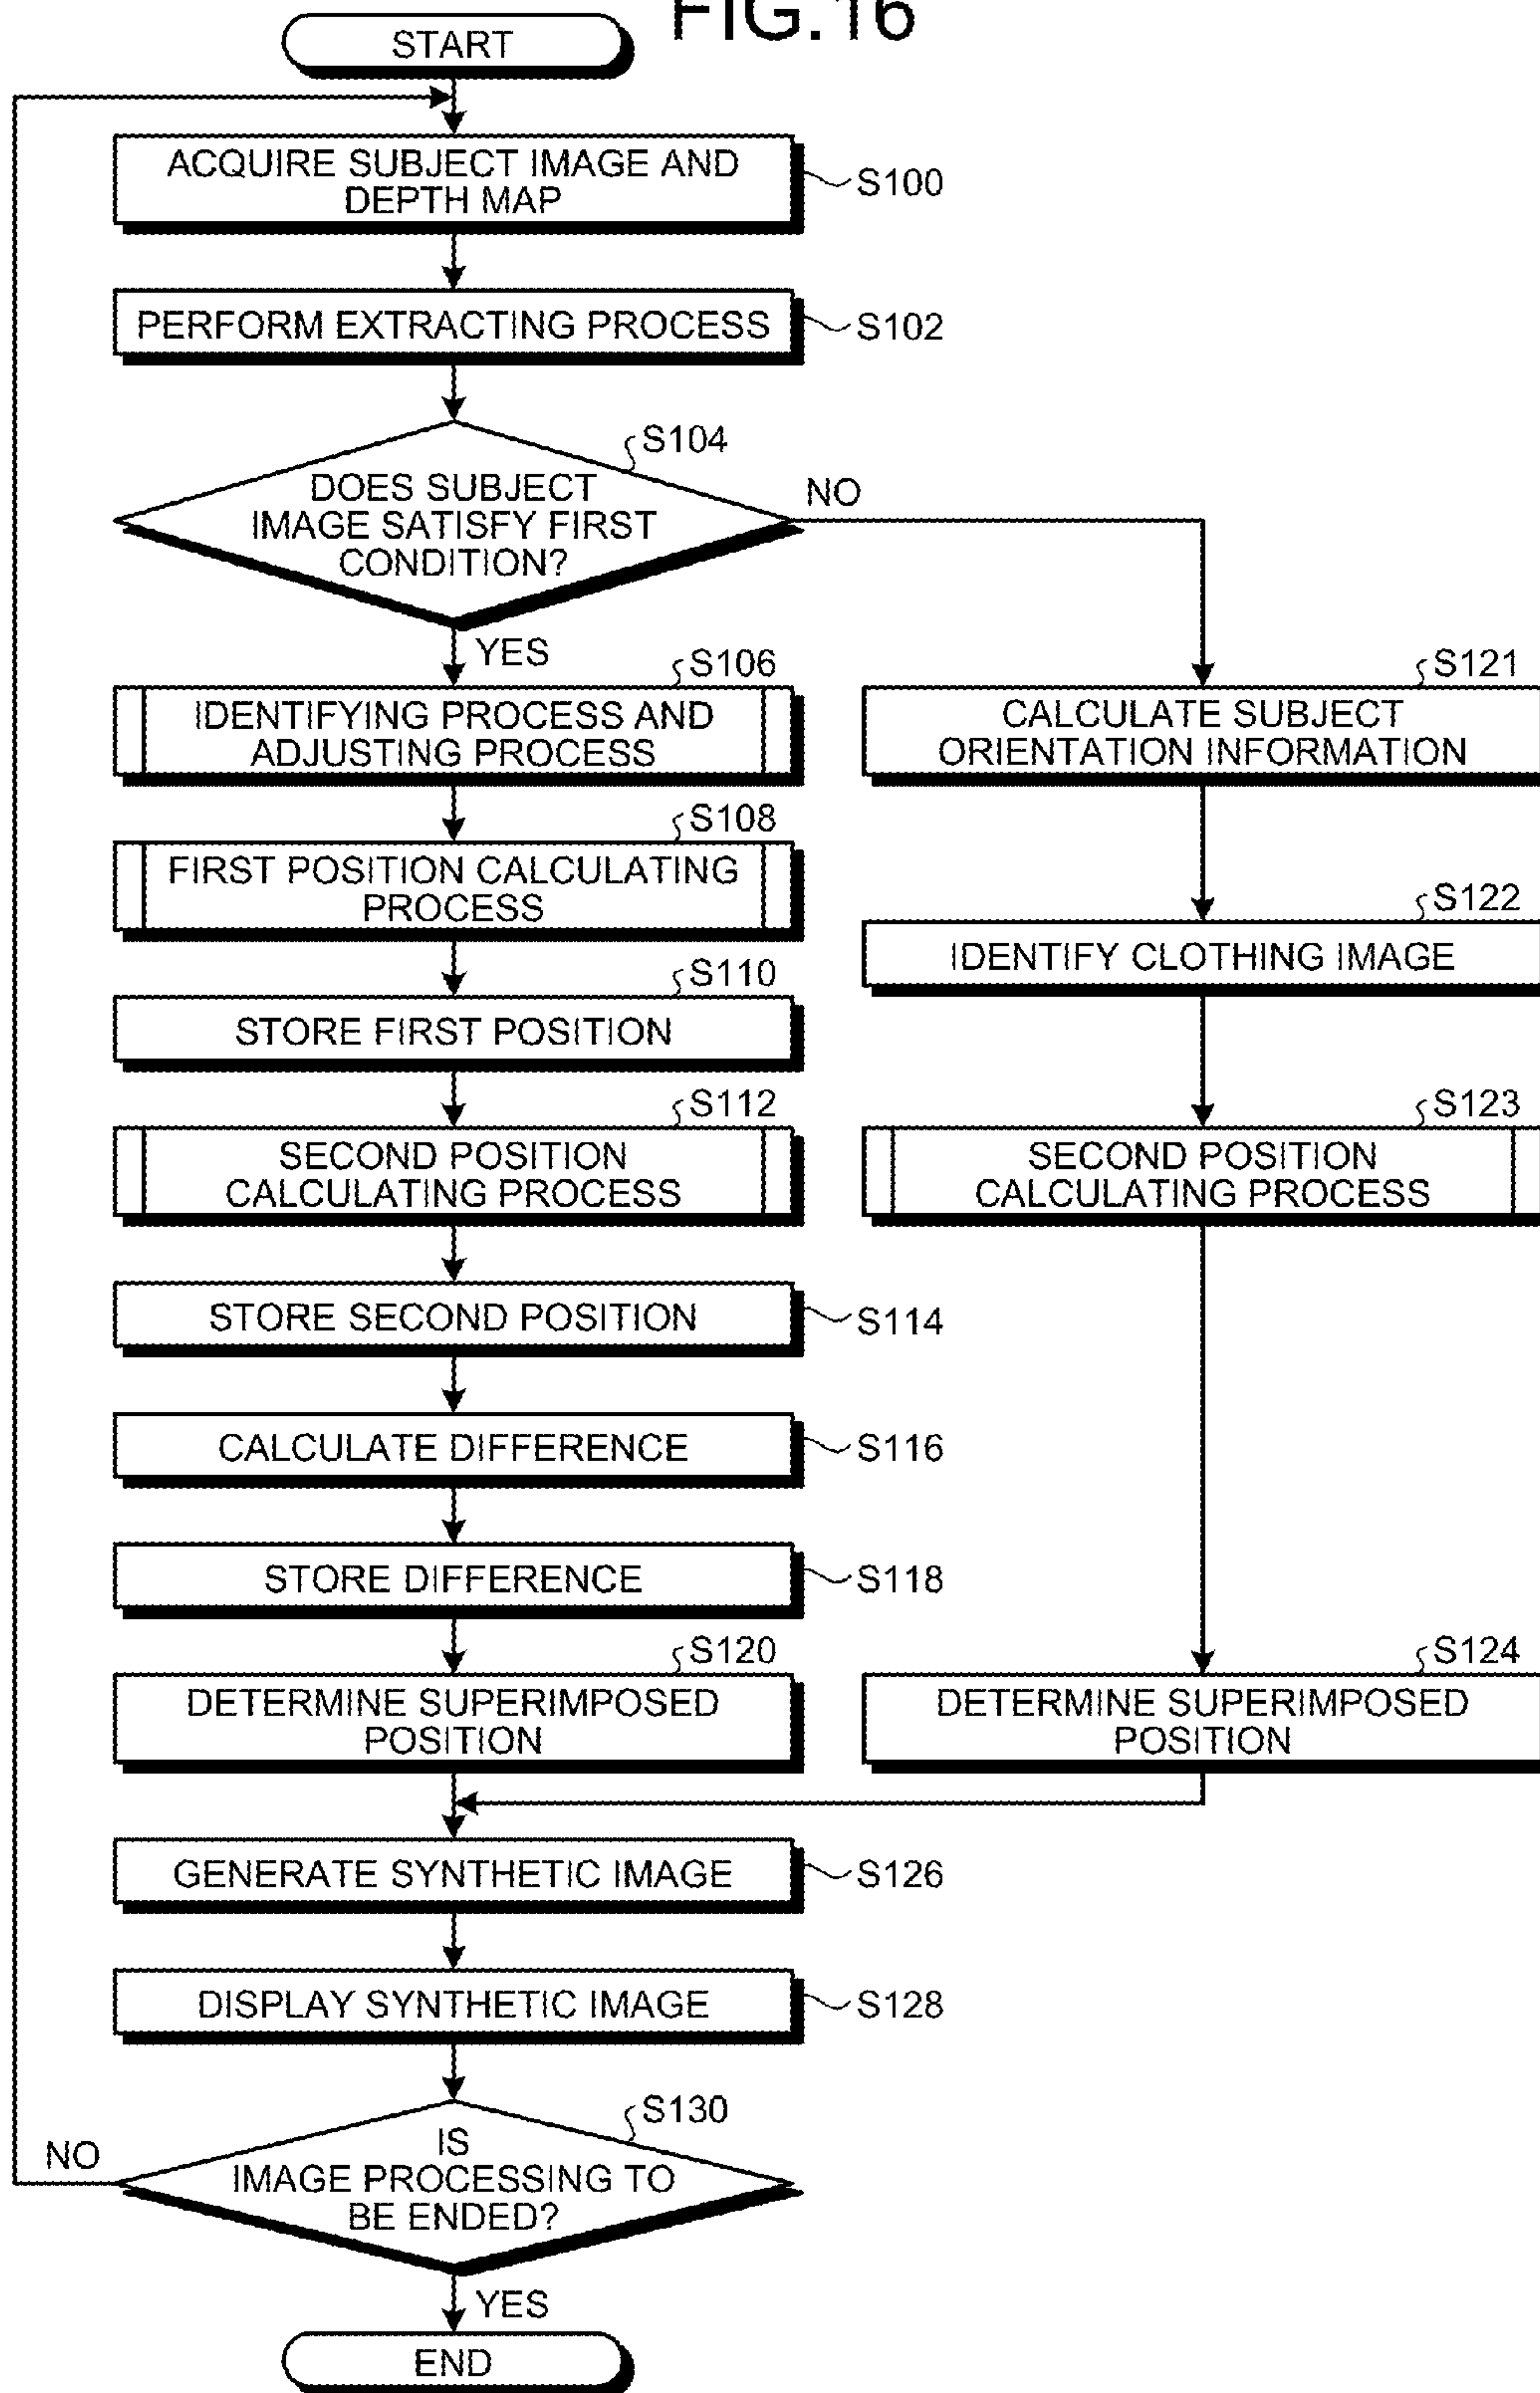 FIG.16
START
ACQUIRE SUBJECT IMAGE AND
DEPTH MAP
S100
PERFORM EXTRACTING PROCESS
S102
S104
DOES SUBJECT
IMAGE SATISFY FIRST
CONDITION?
NO
YES
S106
IDENTIFYING PROCESS AND
ADJUSTING PROCESS
S121
CALCULATE SUBJECT
ORIENTATION INFORMATION
S108
FIRST POSITION CALCULATING
PROCESS
S122
IDENTIFY CLOTHING IMAGE
S110
STORE FIRST POSITION
S112
SECOND POSITION
CALCULATING PROCESS
S123
SECOND POSITION
CALCULATING PROCESS
STORE SECOND POSITION
S114
CALCULATE DIFFERENCE
S116
STORE DIFFERENCE
S118
S120
DETERMINE SUPERIMPOSED
POSITION
S124
DETERMINE SUPERIMPOSED
POSITION
GENERATE SYNTHETIC IMAGE
S126
DISPLAY SYNTHETIC IMAGE
S128
S130
IS
IMAGE PROCESSING TO
BE ENDED?
NO
YES
END